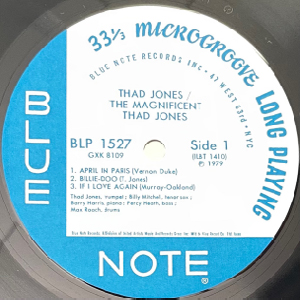 33⅓ MICROGROOVE LONG PLAYING
BLUE NOTE RECORDS INC · 47 WEST 63rd · NYC
THAD JONES /
THE MAGNIFICENT
THAD JONES
BLP 1527 Side 1
GXK 8109 (BLBT 1410)
℗ 1979
1. APRIL IN PARIS (Vernon Duke)
2. BILLIE-DOO (T. Jones)
3. IF I LOVE AGAIN (Murray-Oakland)
Thad Jones, trumpet; Billy Mitchel, tenor sax;
Barry Harris, piano; Percy Heath, bass;
Max Roach, drums
BLUE
NOTE®